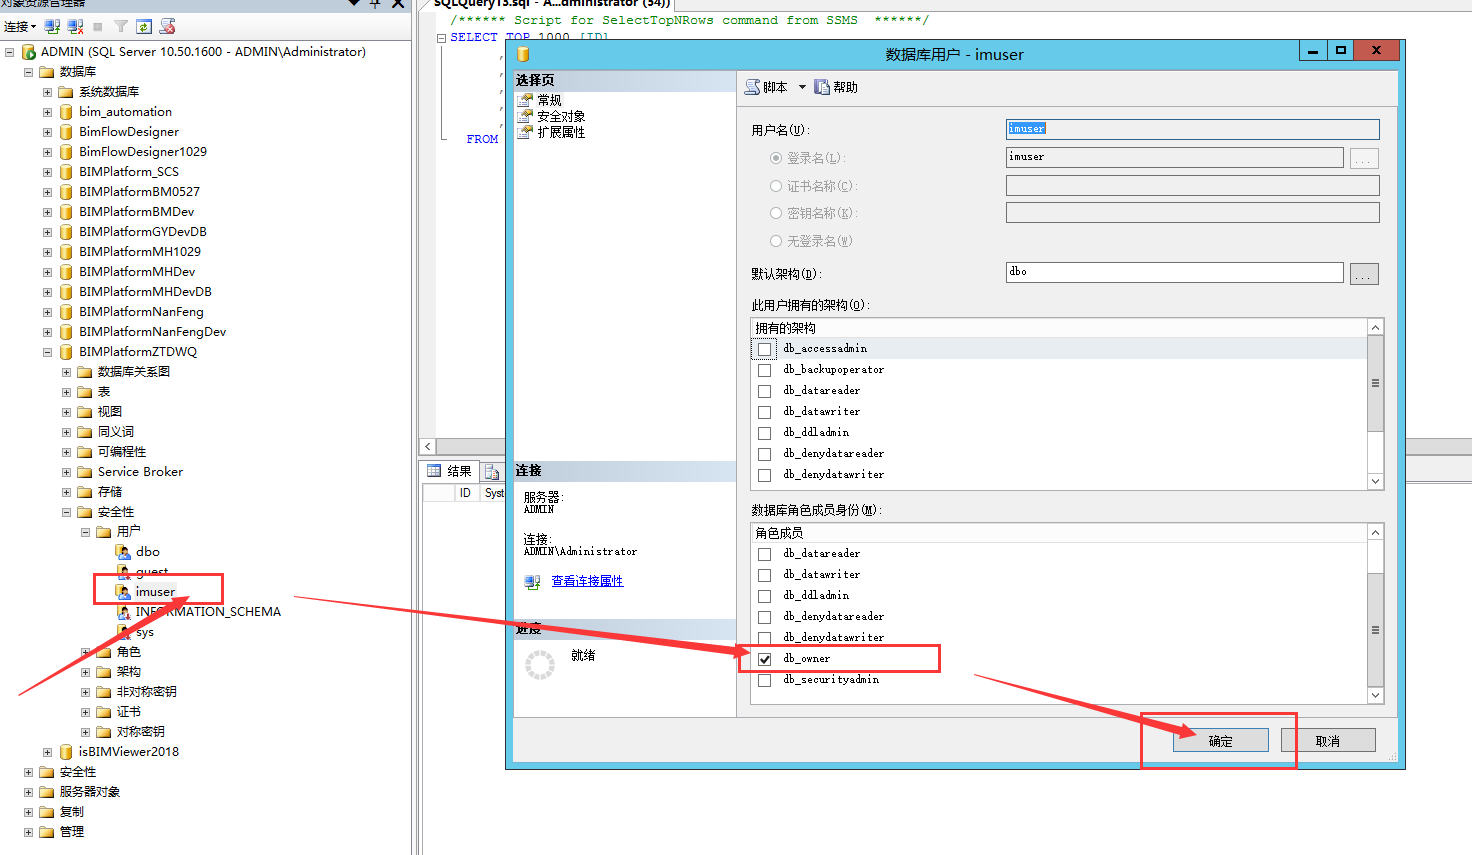 对象资源管理器
连接
ADMIN (SQL Server 10.50.1600 - ADMIN\Administrator)
数据库
系统数据库
bim_automation
BimFlowDesigner
BimFlowDesigner1029
BIMPlatform_SCS
BIMPlatformBM0527
BIMPlatformBMDev
BIMPlatformGYDevDB
BIMPlatformMH1029
BIMPlatformMHDev
BIMPlatformMHDevDB
BIMPlatformNanFeng
BIMPlatformNanFengDev
BIMPlatformZTDWQ
数据库关系图
表
视图
同义词
可编程性
Service Broker
存储
安全性
用户
dbo
guest
imuser
INFORMATION_SCHEMA
sys
角色
架构
非对称密钥
证书
对称密钥
isBIMViewer2018
安全性
服务器对象
复制
管理
SQLQuery13.sql - A...dministrator (54))
/****** Script for SelectTopNRows command from SSMS ******/
SELECT TOP 1000 [ID]
,
,
,
,
,
FROM
结果
ID Syst
数据库用户 - imuser
选择页
常规
安全对象
扩展属性
连接
服务器:
ADMIN
连接:
ADMIN\Administrator
查看连接属性
进度
就绪
脚本 帮助
用户名(U): imuser
登录名(L): imuser ...
证书名称(C):
密钥名称(K):
无登录名(W)
默认架构(D): dbo ...
此用户拥有的架构(O):
拥有的架构
db_accessadmin
db_backupoperator
db_datareader
db_datawriter
db_ddladmin
db_denydatareader
db_denydatawriter
数据库角色成员身份(M):
角色成员
db_datareader
db_datawriter
db_ddladmin
db_denydatareader
db_denydatawriter
db_owner
db_securityadmin
确定 取消